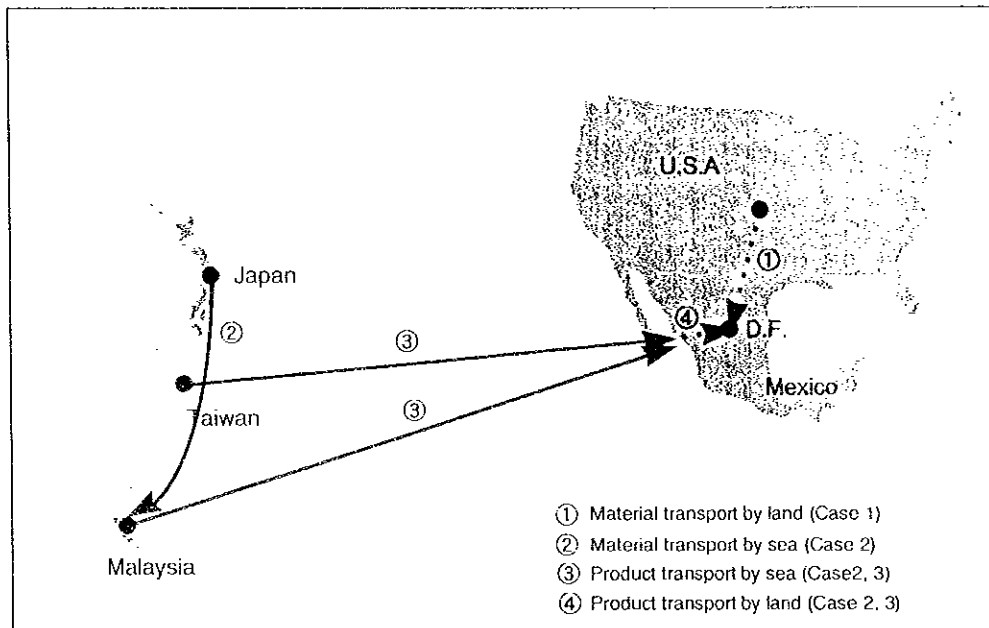 U.S.A
①
Japan
④
D.F.
②
③
Mexico
Taiwan
③
Malaysia
① Material transport by land (Case 1)
② Material transport by sea (Case 2)
③ Product transport by sea (Case2, 3)
④ Product transport by land (Case 2, 3)